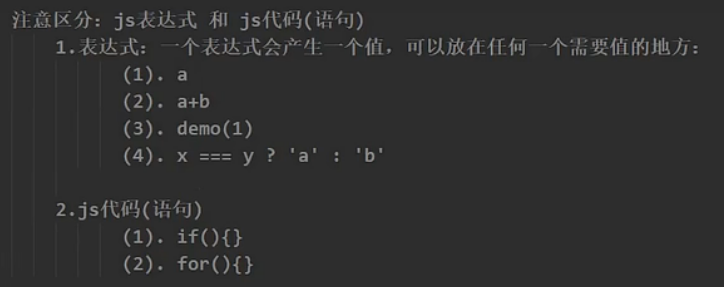 注意区分: js表达式 和 js代码(语句)
1.表达式: 一个表达式会产生一个值, 可以放在任何一个需要值的地方:
(1). a
(2). a+b
(3). demo(1)
(4). x === y ? 'a' : 'b'
2.js代码(语句)
(1). if(){}
(2). for(){}